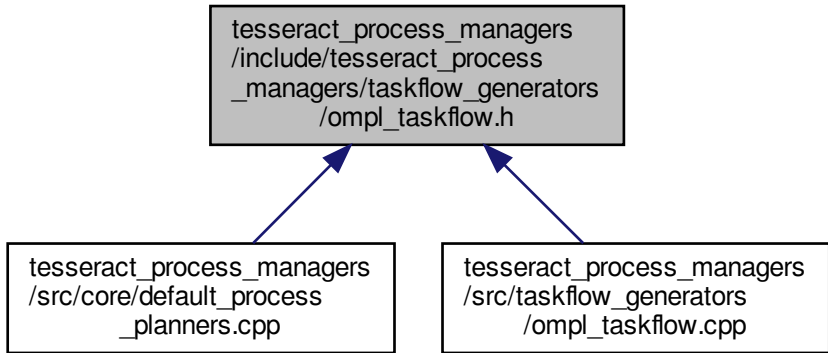 tesseract_process_managers
/include/tesseract_process
_managers/taskflow_generators
/ompl_taskflow.h
tesseract_process_managers
/src/core/default_process
_planners.cpp
tesseract_process_managers
/src/taskflow_generators
/ompl_taskflow.cpp